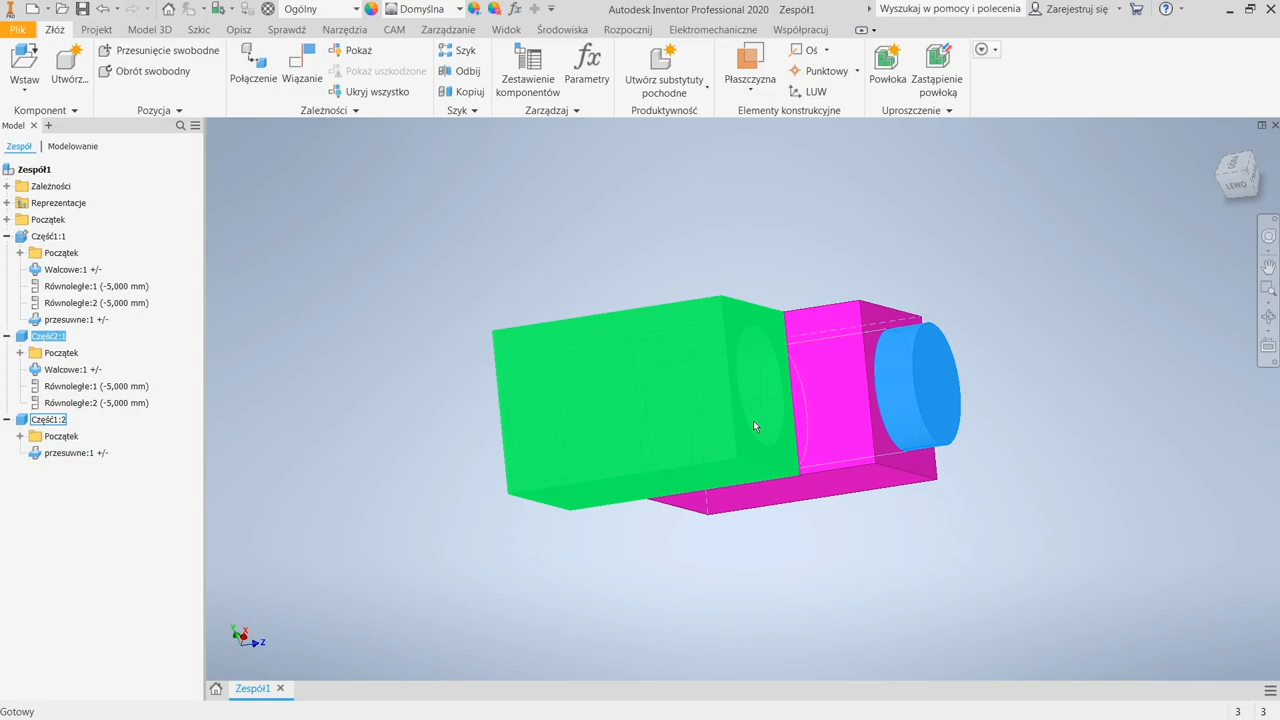 PRO
Ogólny
Domyślna
Autodesk Inventor Professional 2020 Zespół1
Wyszukaj w pomocy i polecenia
Zarejestruj się
Plik Złóż Projekt Model 3D Szkic Opisz Sprawdź Narzędzia CAM Zarządzanie Widok Środowiska Rozpocznij Elektromechaniczne Współpracuj
Wstaw
Utwórz...
Przesunięcie swobodne
Obrót swobodny
Połączenie
Wiązanie
Pokaż
Pokaż uszkodzone
Ukryj wszystko
Szyk
Odbij
Kopiuj
Zestawienie
komponentów
Parametry
Utwórz substytuty
pochodne
Płaszczyzna
Oś
Punktowy
LUW
Powłoka
Zastąpienie
powłoką
Komponent Pozycja Zależności Szyk Zarządzaj Produktywność Elementy konstrukcyjne Uproszczenie
Model
Zespół Modelowanie
Zespół1
Zależności
Reprezentacje
Początek
Część1:1
Początek
Walcowe:1 +/-
Równoległe:1 (-5,000 mm)
Równoległe:2 (-5,000 mm)
przesuwne:1 +/-
Część2:1
Początek
Walcowe:1 +/-
Równoległe:1 (-5,000 mm)
Równoległe:2 (-5,000 mm)
Część1:2
Początek
przesuwne:1 +/-
LEWO
Y X
Z
Zespół1
Gotowy
3 3